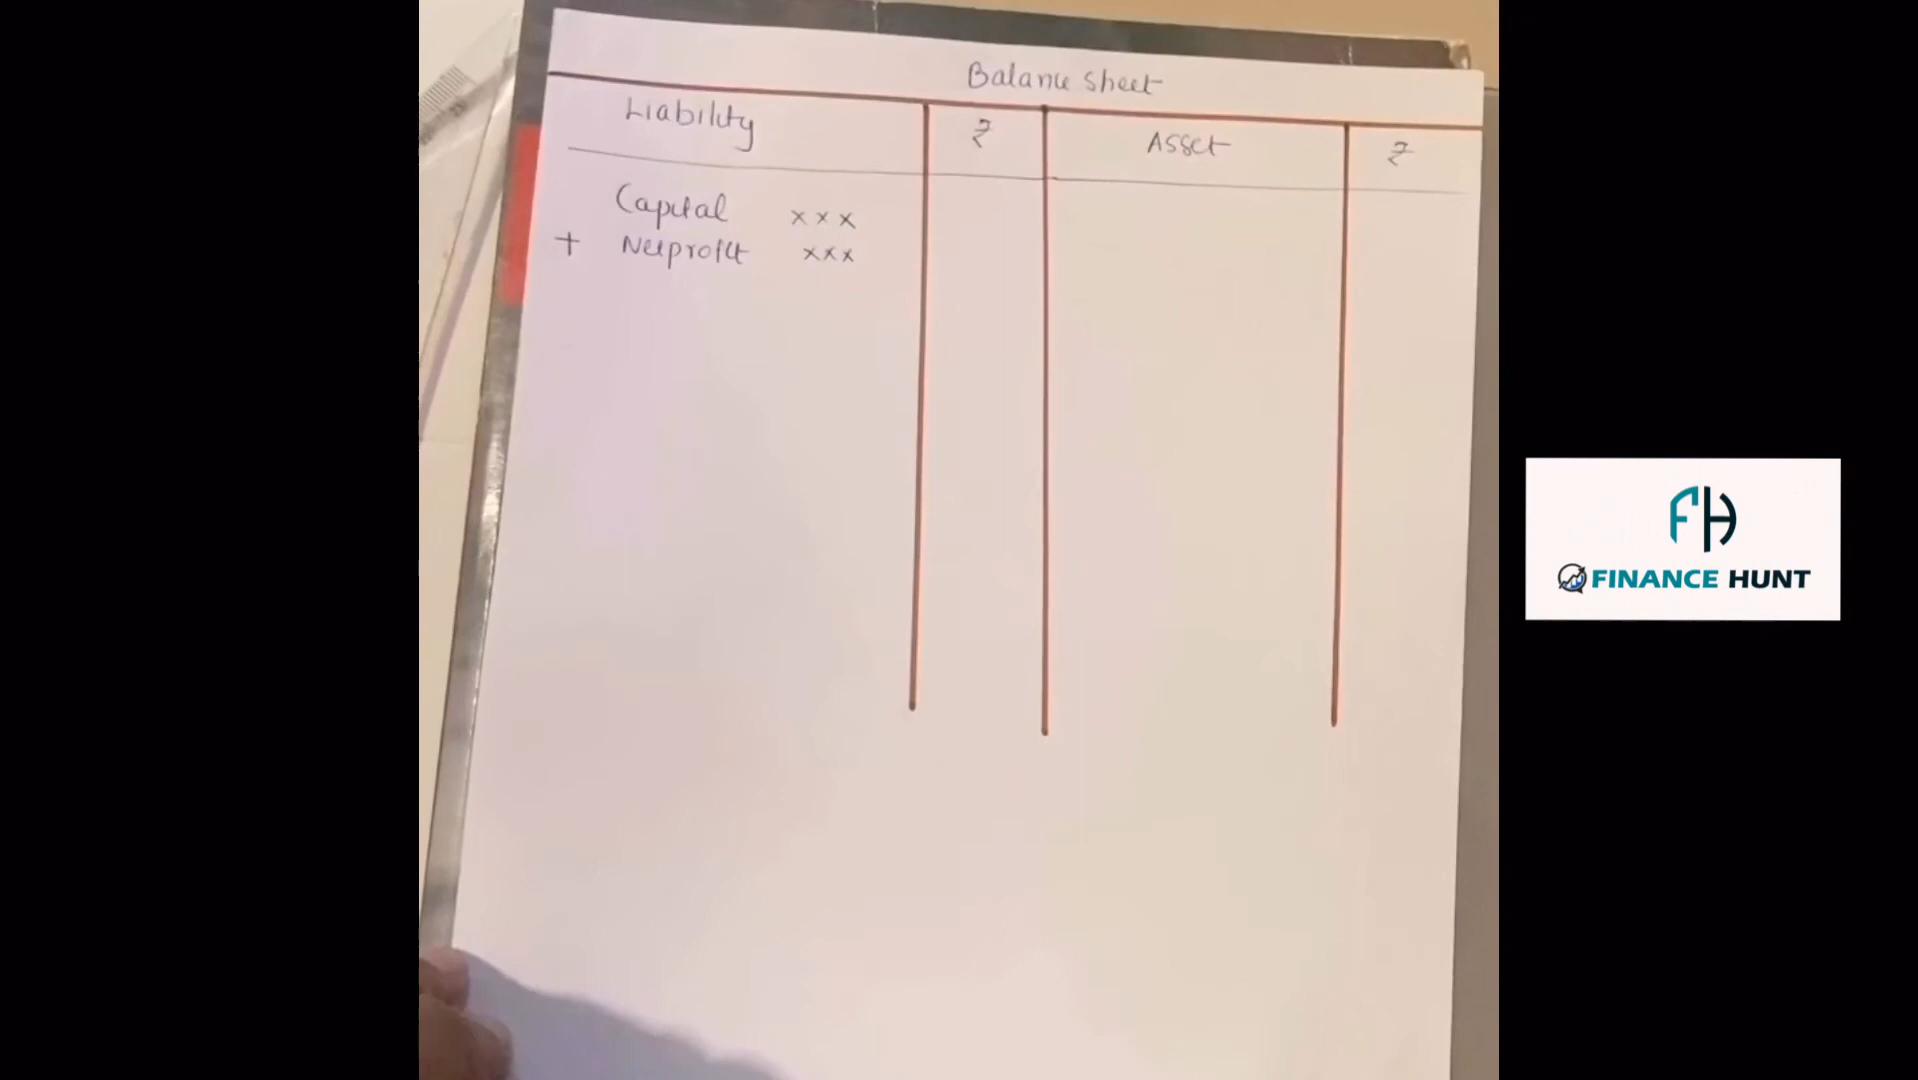 Balance Sheet
Liability ₹ Asset ₹
Capital xxx
+ Netprofit xxx
FH
FINANCE HUNT